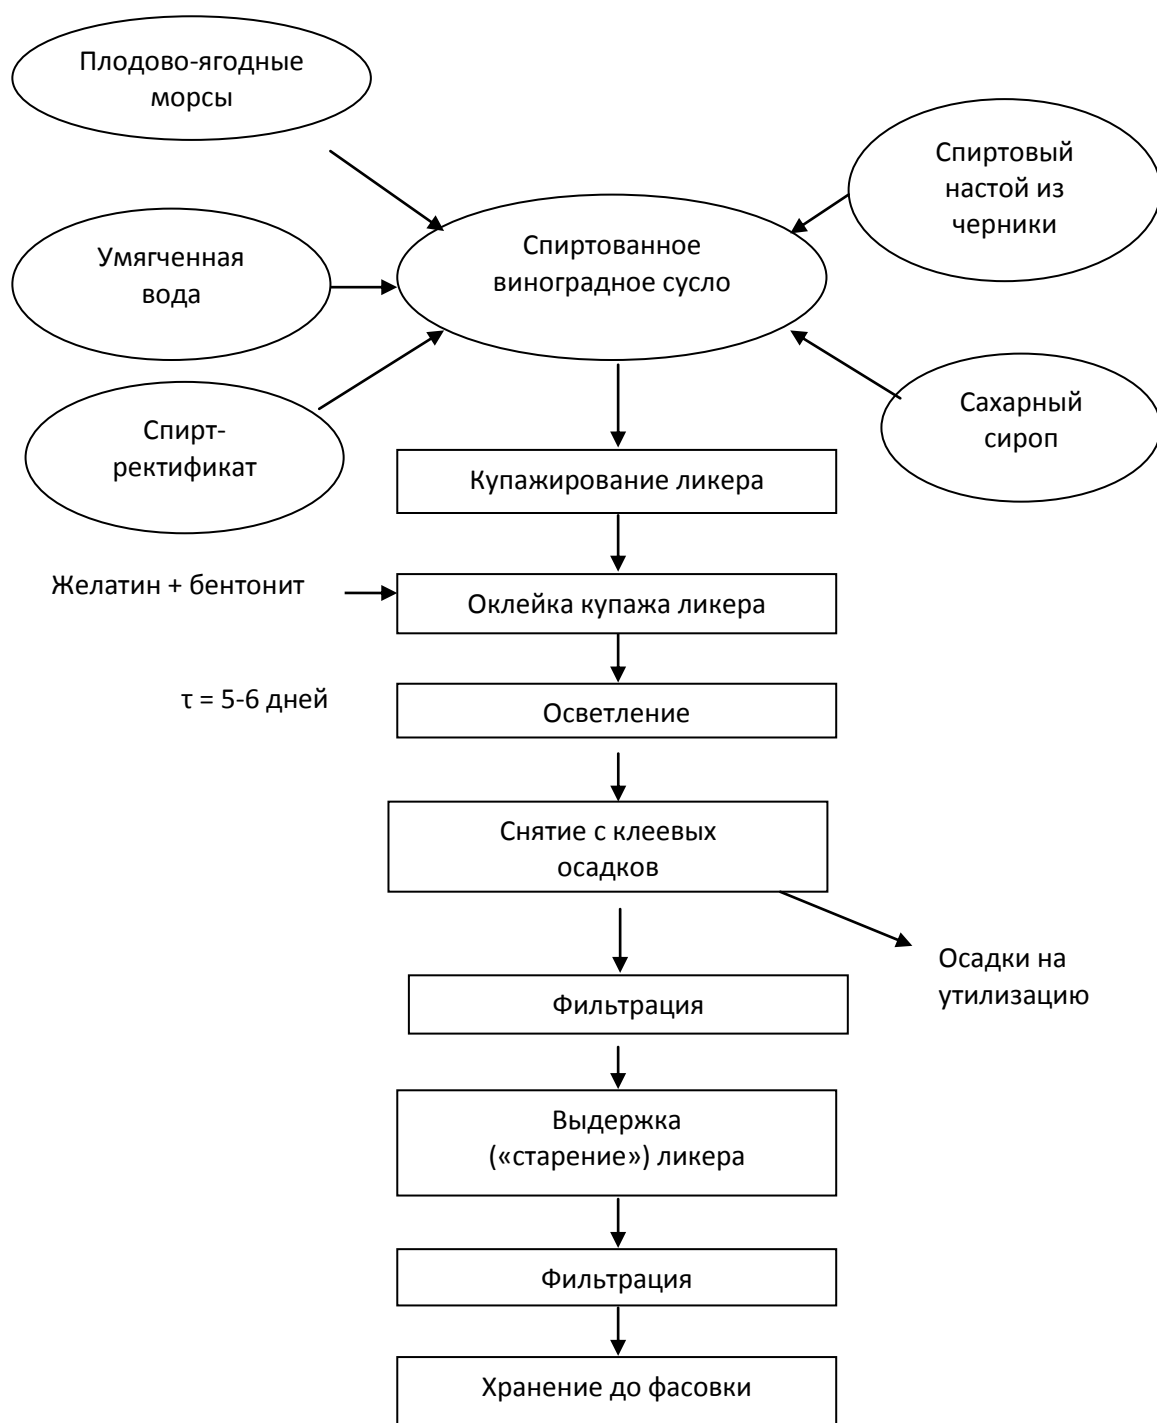 Плодово-ягодные
морсы
Спиртовый
настой из
черники
Умягченная
вода
Спиртованное
виноградное сусло
Спирт-
ректификат
Сахарный
сироп
Купажирование ликера
Желатин + бентонит
Оклейка купажа ликера
τ = 5-6 дней
Осветление
Снятие с клеевых
осадков
Осадки на
утилизацию
Фильтрация
Выдержка
(«старение») ликера
Фильтрация
Хранение до фасовки